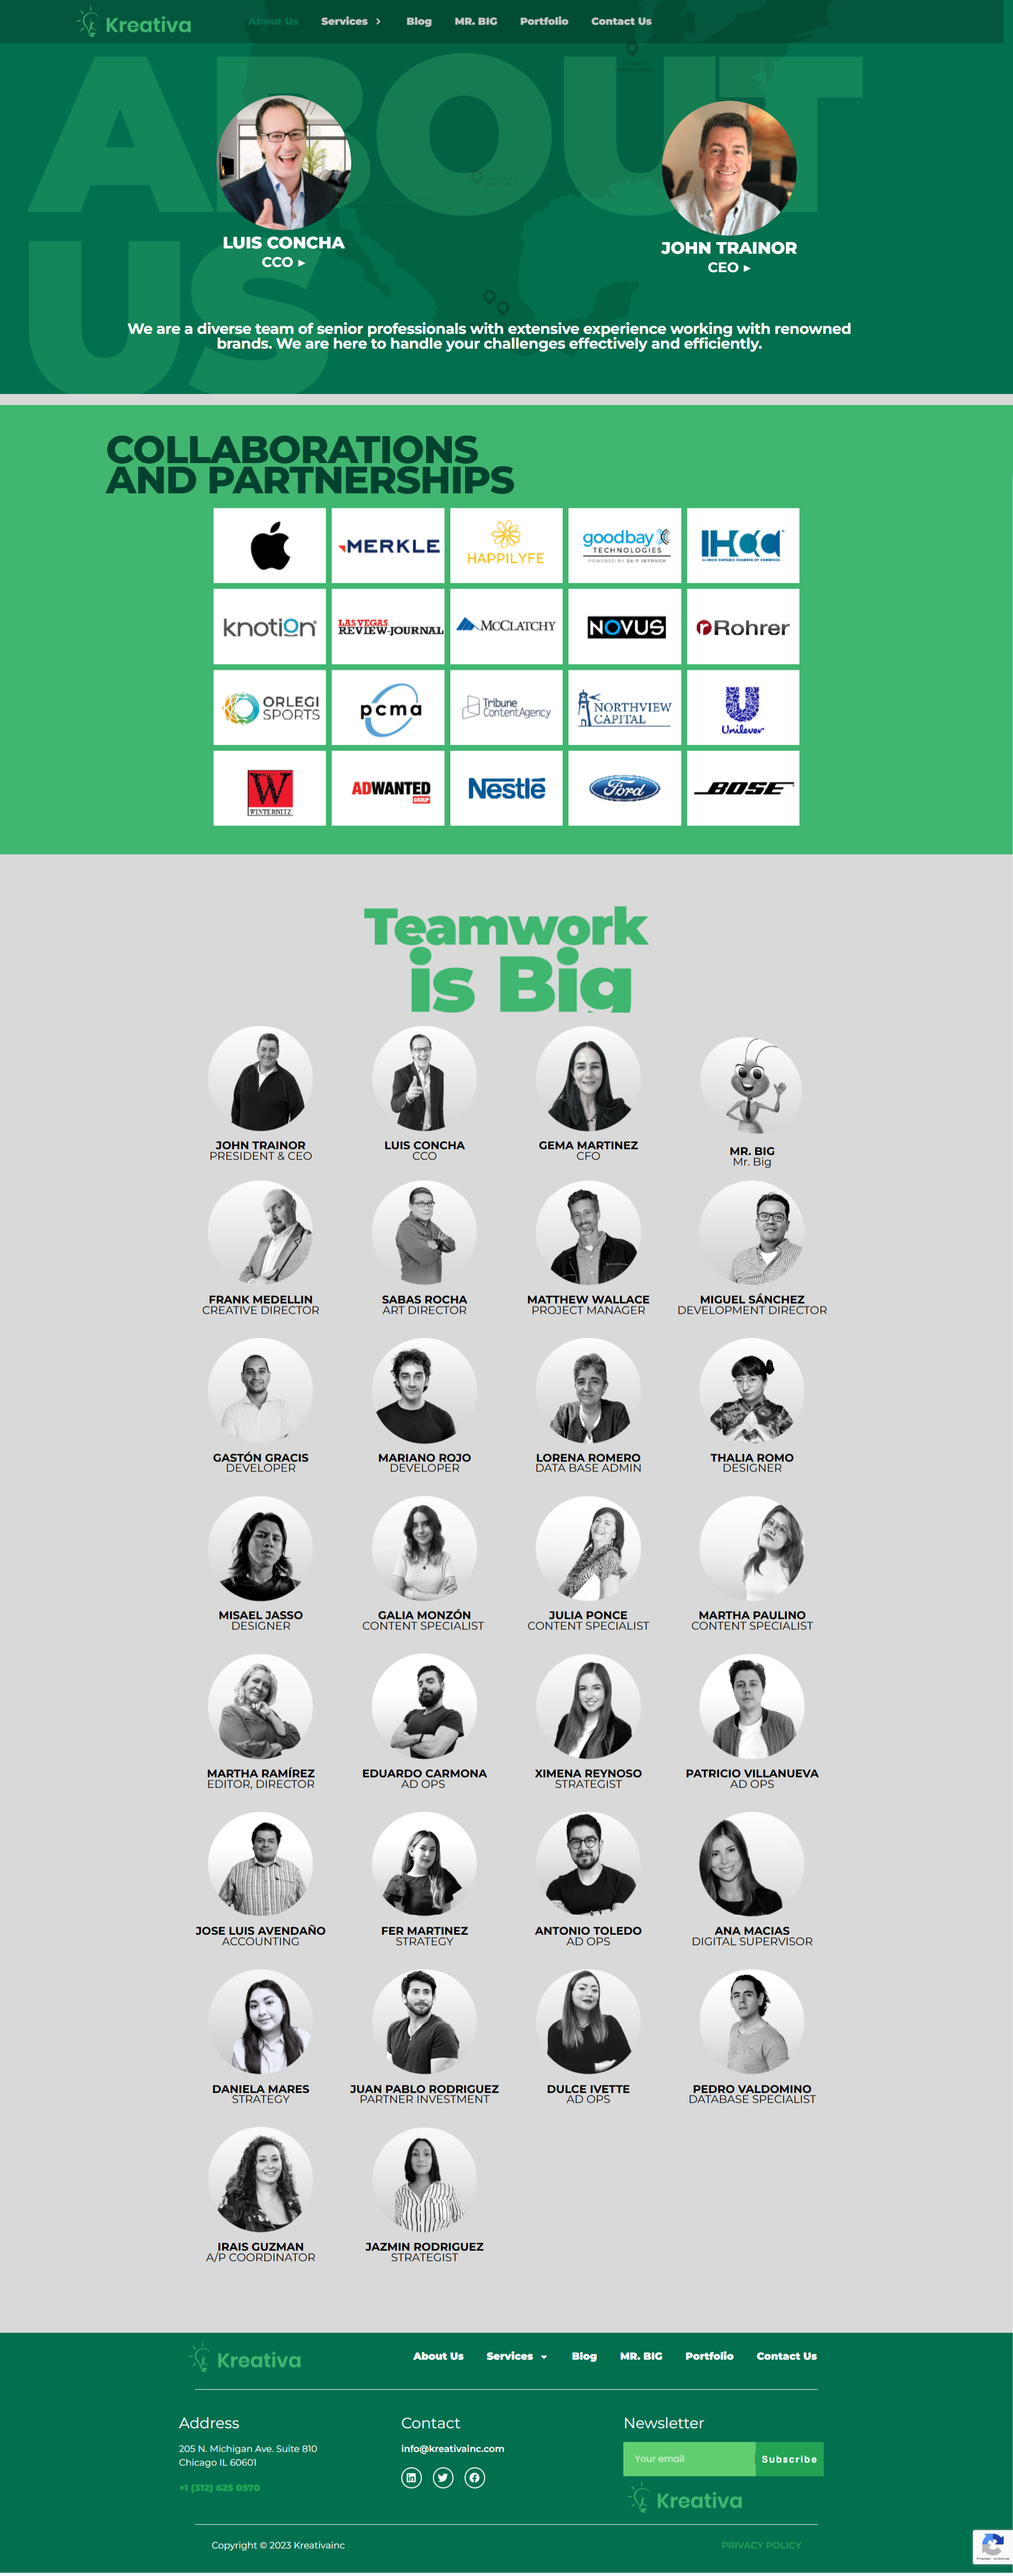 Kreativa
About Us
Services
Blog
MR. BIG
Portfolio
Contact Us
ABOUT
US
LUIS CONCHA
CCO ▸
JOHN TRAINOR
CEO ▸
We are a diverse team of senior professionals with extensive experience working with renowned
brands. We are here to handle your challenges effectively and efficiently.
COLLABORATIONS
AND PARTNERSHIPS
MERKLE
HAPPILYFE
goodbay
TECHNOLOGIES
POWERED BY 24-7 INTOUCH
IHCC
ILLINOIS HISPANIC CHAMBER OF COMMERCE
knotion
LAS VEGAS
REVIEW-JOURNAL
MCCLATCHY
NOVUS
r Rohrer
ORLEGI
SPORTS
pcma
Tribune
ContentAgency
NORTHVIEW
CAPITAL
U
Unilever
W
WINTERNITZ
ADWANTED
GROUP
Nestlé
Ford
BOSE
Teamwork
is Big
JOHN TRAINOR
PRESIDENT & CEO
LUIS CONCHA
CCO
GEMA MARTINEZ
CFO
MR. BIG
Mr. Big
FRANK MEDELLIN
CREATIVE DIRECTOR
SABAS ROCHA
ART DIRECTOR
MATTHEW WALLACE
PROJECT MANAGER
MIGUEL SÁNCHEZ
DEVELOPMENT DIRECTOR
GASTÓN GRACIS
DEVELOPER
MARIANO ROJO
DEVELOPER
LORENA ROMERO
DATA BASE ADMIN
THALIA ROMO
DESIGNER
MISAEL JASSO
DESIGNER
GALIA MONZÓN
CONTENT SPECIALIST
JULIA PONCE
CONTENT SPECIALIST
MARTHA PAULINO
CONTENT SPECIALIST
MARTHA RAMÍREZ
EDITOR, DIRECTOR
EDUARDO CARMONA
AD OPS
XIMENA REYNOSO
STRATEGIST
PATRICIO VILLANUEVA
AD OPS
JOSE LUIS AVENDAÑO
ACCOUNTING
FER MARTINEZ
STRATEGY
ANTONIO TOLEDO
AD OPS
ANA MACIAS
DIGITAL SUPERVISOR
DANIELA MARES
STRATEGY
JUAN PABLO RODRIGUEZ
PARTNER INVESTMENT
DULCE IVETTE
AD OPS
PEDRO VALDOMINO
DATABASE SPECIALIST
IRAIS GUZMAN
A/P COORDINATOR
JAZMIN RODRIGUEZ
STRATEGIST
Kreativa
About Us
Services
Blog
MR. BIG
Portfolio
Contact Us
Address
205 N. Michigan Ave. Suite 810
Chicago IL 60601
+1 (312) 625 0570
Contact
info@kreativainc.com
Newsletter
Your email
Subscribe
Kreativa
Copyright © 2023 Kreativainc
PRIVACY POLICY